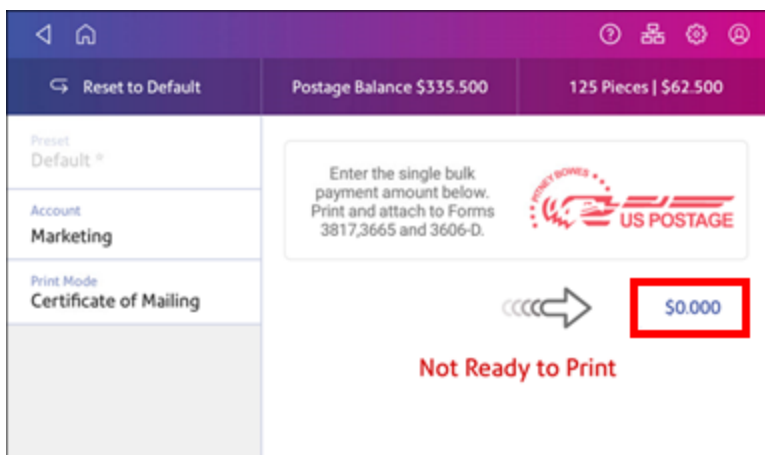 Reset to Default
Postage Balance $335.500
125 Pieces | $62.500
Preset
Default *
Account
Marketing
Print Mode
Certificate of Mailing
Enter the single bulk
payment amount below.
Print and attach to Forms
3817,3665 and 3606-D.
PITNEY BOWES
US POSTAGE
$0.000
Not Ready to Print